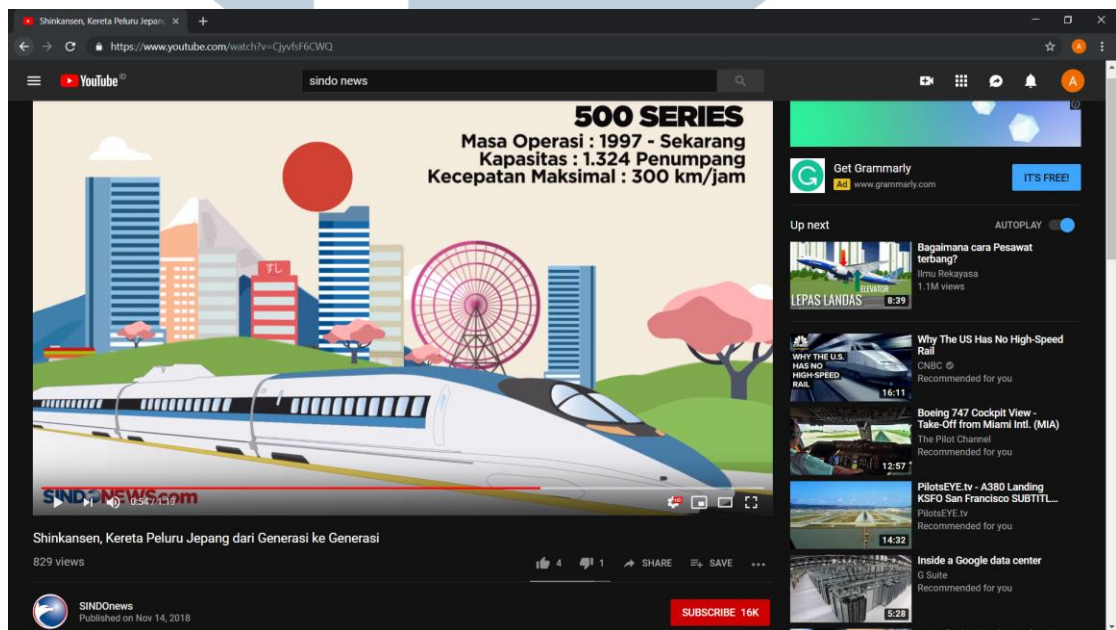 Shinkansen, Kereta Peluru Jepang
https://www.youtube.com/watch?v=CjyvfsF6CWQ
YouTube ID
sindo news
A
500 SERIES
Masa Operasi : 1997 - Sekarang
Kapasitas : 1.324 Penumpang
Kecepatan Maksimal : 300 km/jam
すし
SINDONEWS.com
0:54 / 1:19
HD
Shinkansen, Kereta Peluru Jepang dari Generasi ke Generasi
829 views
4
1
SHARE
SAVE
SINDOnews
Published on Nov 14, 2018
SUBSCRIBE 16K
Get Grammarly
Ad www.grammarly.com
IT'S FREE!
Up next
AUTOPLAY
ELEVATOR
LEPAS LANDAS
8:39
Bagaimana cara Pesawat
terbang?
Ilmu Rekayasa
1.1M views
WHY THE U.S.
HAS NO
HIGH-SPEED
RAIL
16:11
Why The US Has No High-Speed
Rail
CNBC
Recommended for you
12:57
Boeing 747 Cockpit View -
Take-Off from Miami Intl. (MIA)
The Pilot Channel
Recommended for you
14:32
PilotsEYE.tv - A380 Landing
KSFO San Francisco SUBTITL...
PilotsEYE.tv
Recommended for you
5:28
Inside a Google data center
G Suite
Recommended for you